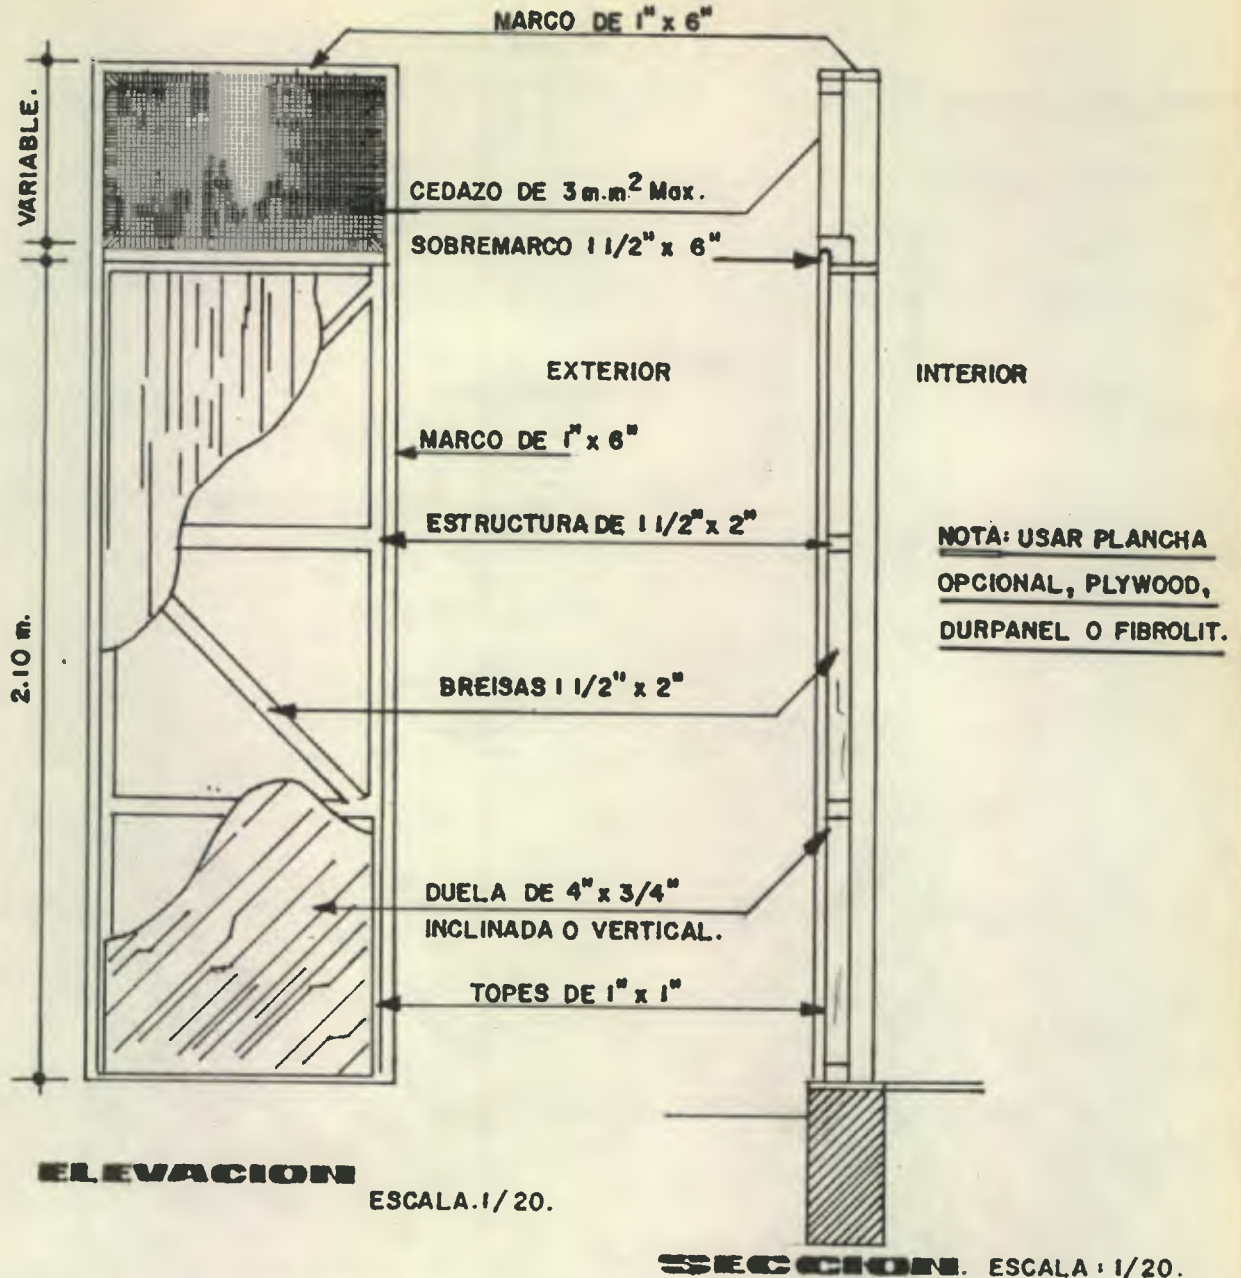 MARCO DE 1" x 6"
VARIABLE.
CEDAZO DE 3 m.m² Max.
SOBREMARCO 1 1/2" x 6"
EXTERIOR
INTERIOR
MARCO DE 1" x 6"
ESTRUCTURA DE 1 1/2" x 2"
NOTA: USAR PLANCHA
OPCIONAL, PLYWOOD,
DURPANEL O FIBROLIT.
2.10 m.
BREISAS 1 1/2" x 2"
DUELA DE 4" x 3/4"
INCLINADA O VERTICAL.
TOPES DE 1" x 1"
ELEVACION
ESCALA.1/20.
SECCION. ESCALA : 1/20.